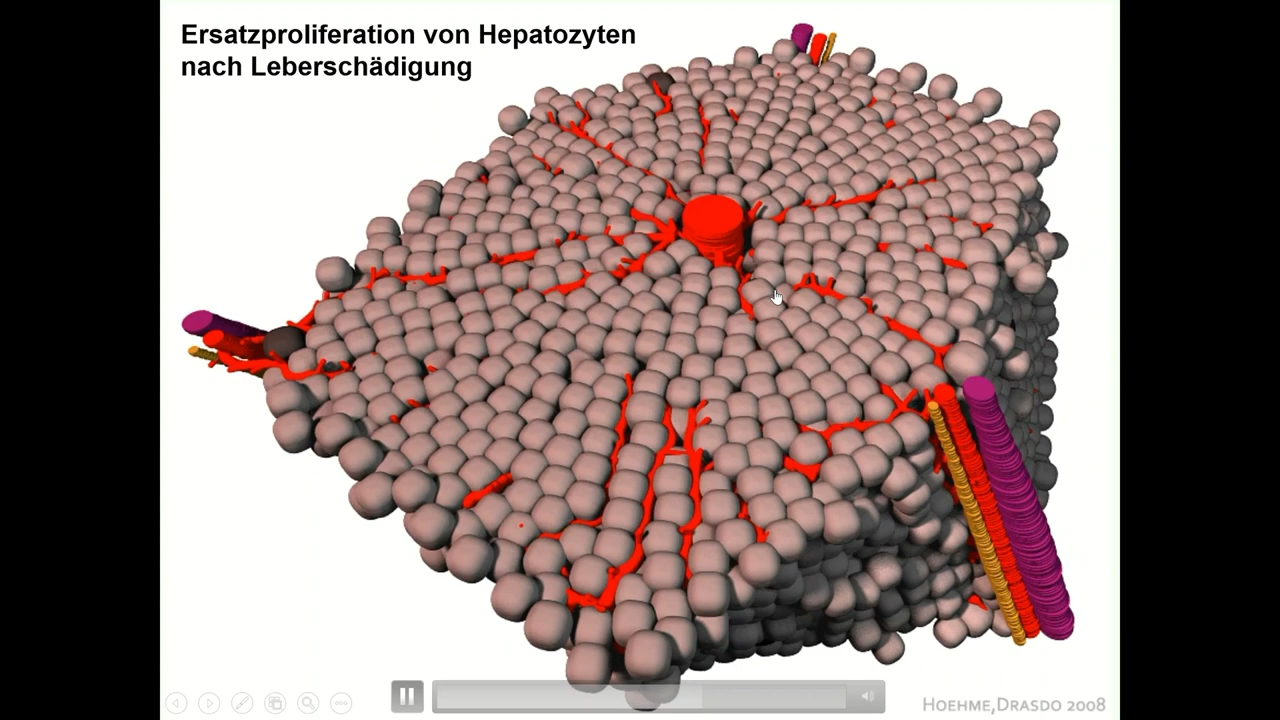 Ersatzproliferation von Hepatozyten
nach Leberschädigung
HOEHME,DRASDO 2008